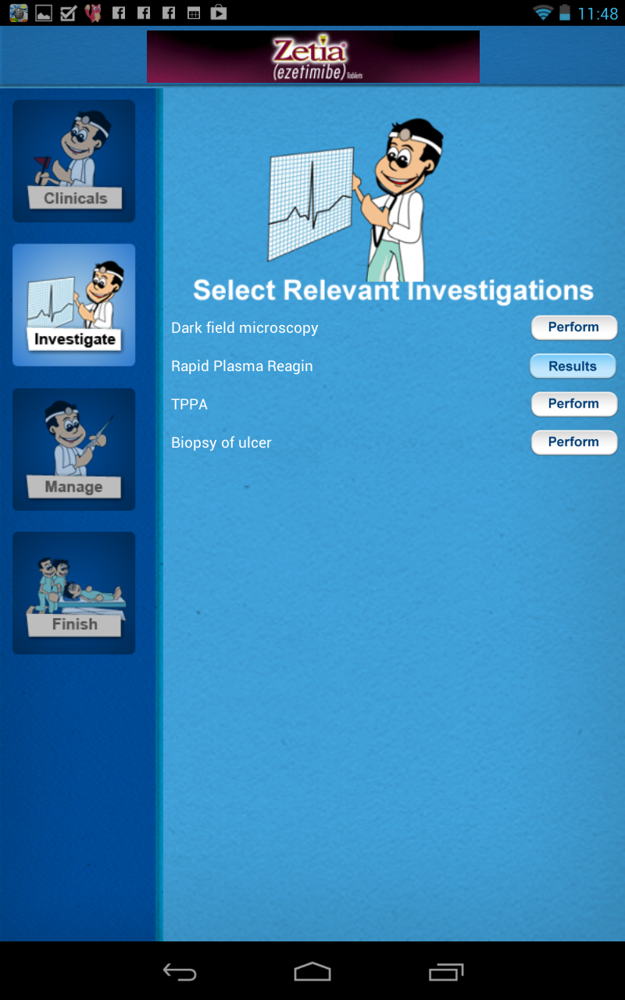 11:48
Zetia
(ezetimibe) Tablets
Clinicals
Investigate
Manage
Finish
Select Relevant Investigations
Dark field microscopy Perform
Rapid Plasma Reagin Results
TPPA Perform
Biopsy of ulcer Perform